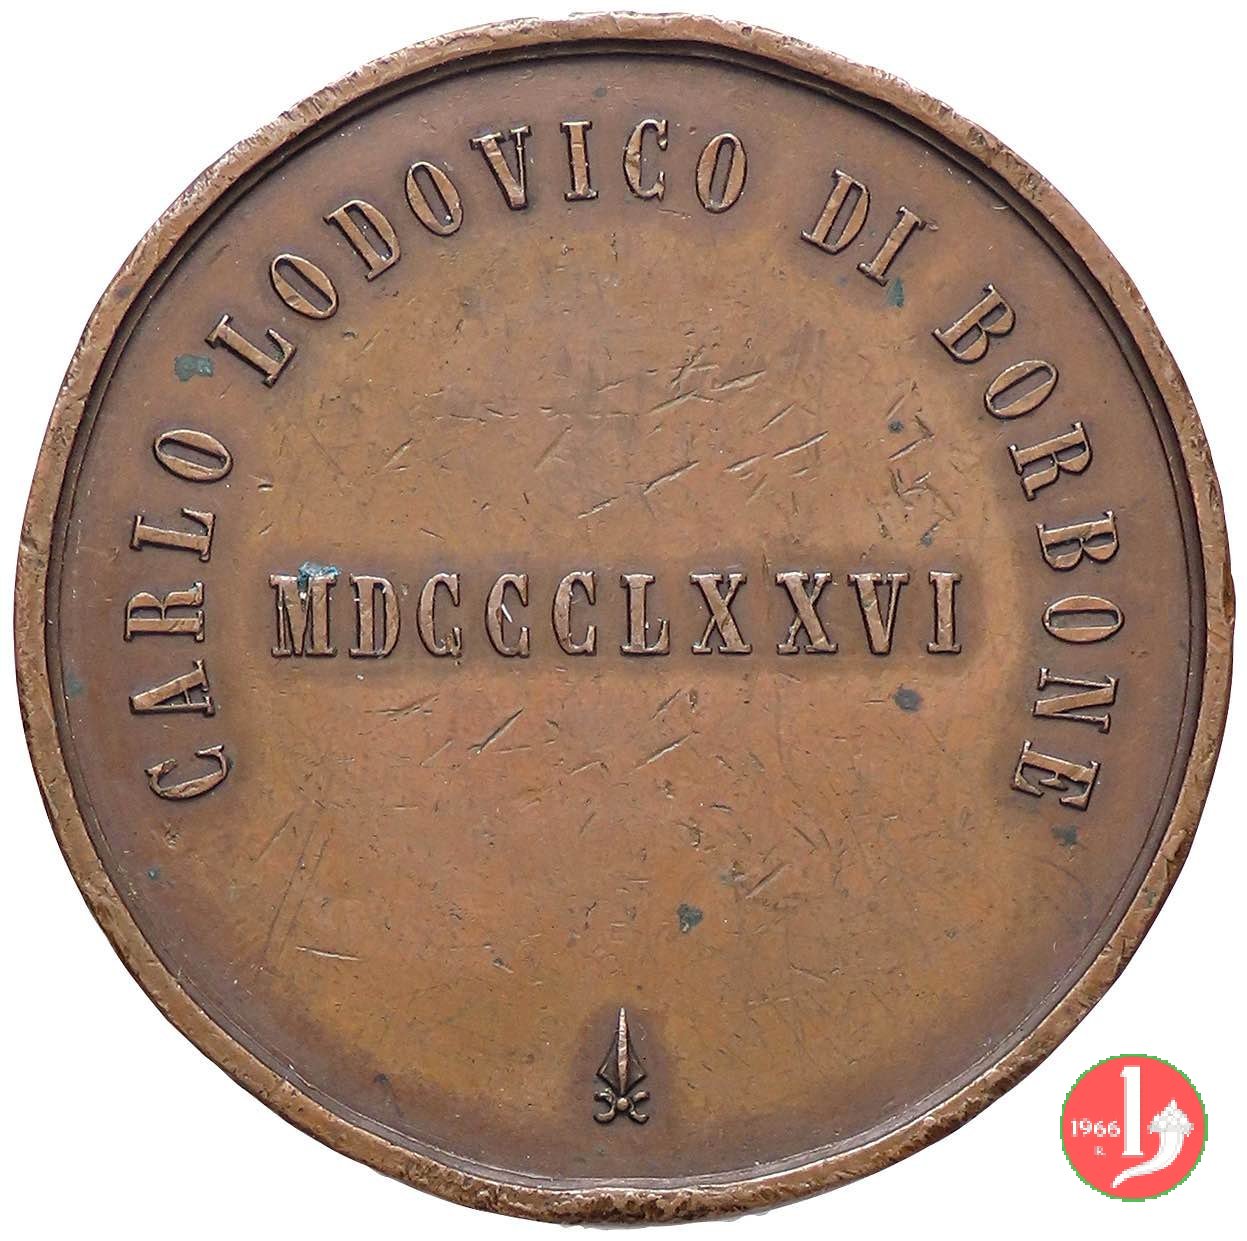 CARLO LODOVICO DI BORBONE
MDCCCLXXVI
1966
R